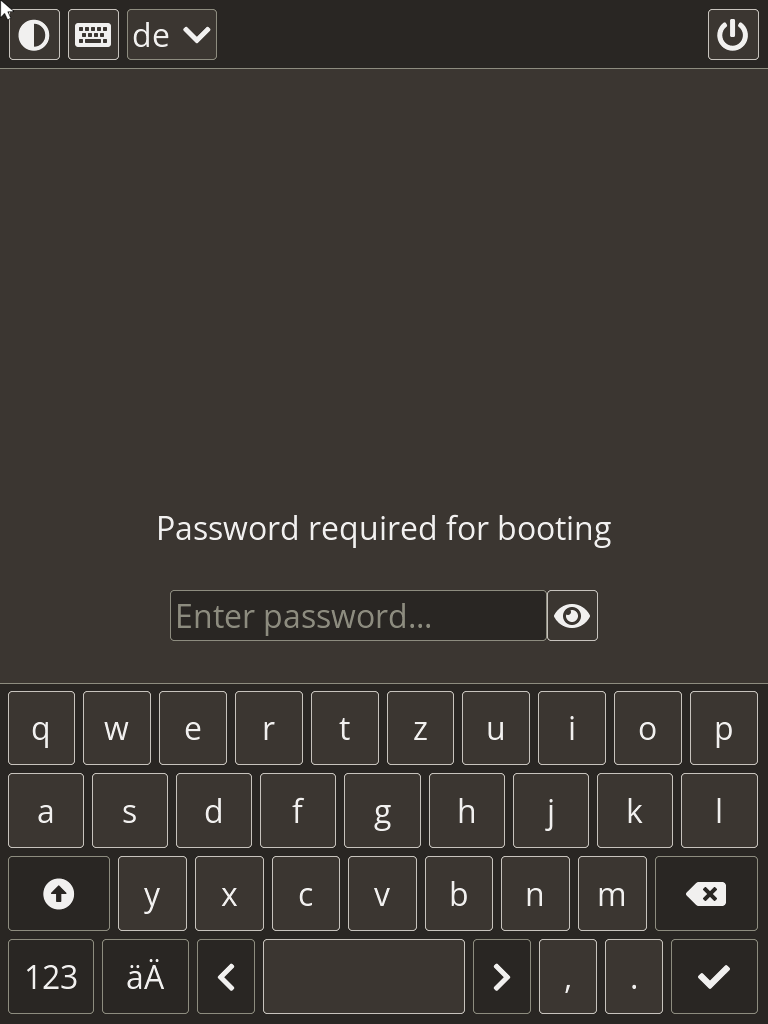 de
Password required for booting
Enter password...
q w e r t z u i o p
a s d f g h j k l
y x c v b n m
123 äÄ , .